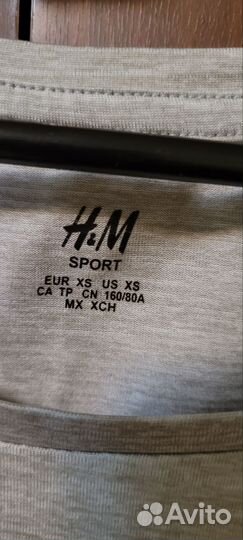 H&M
SPORT
EUR XS US XS
CA TP CN 160/80A
MX XCH
Avito